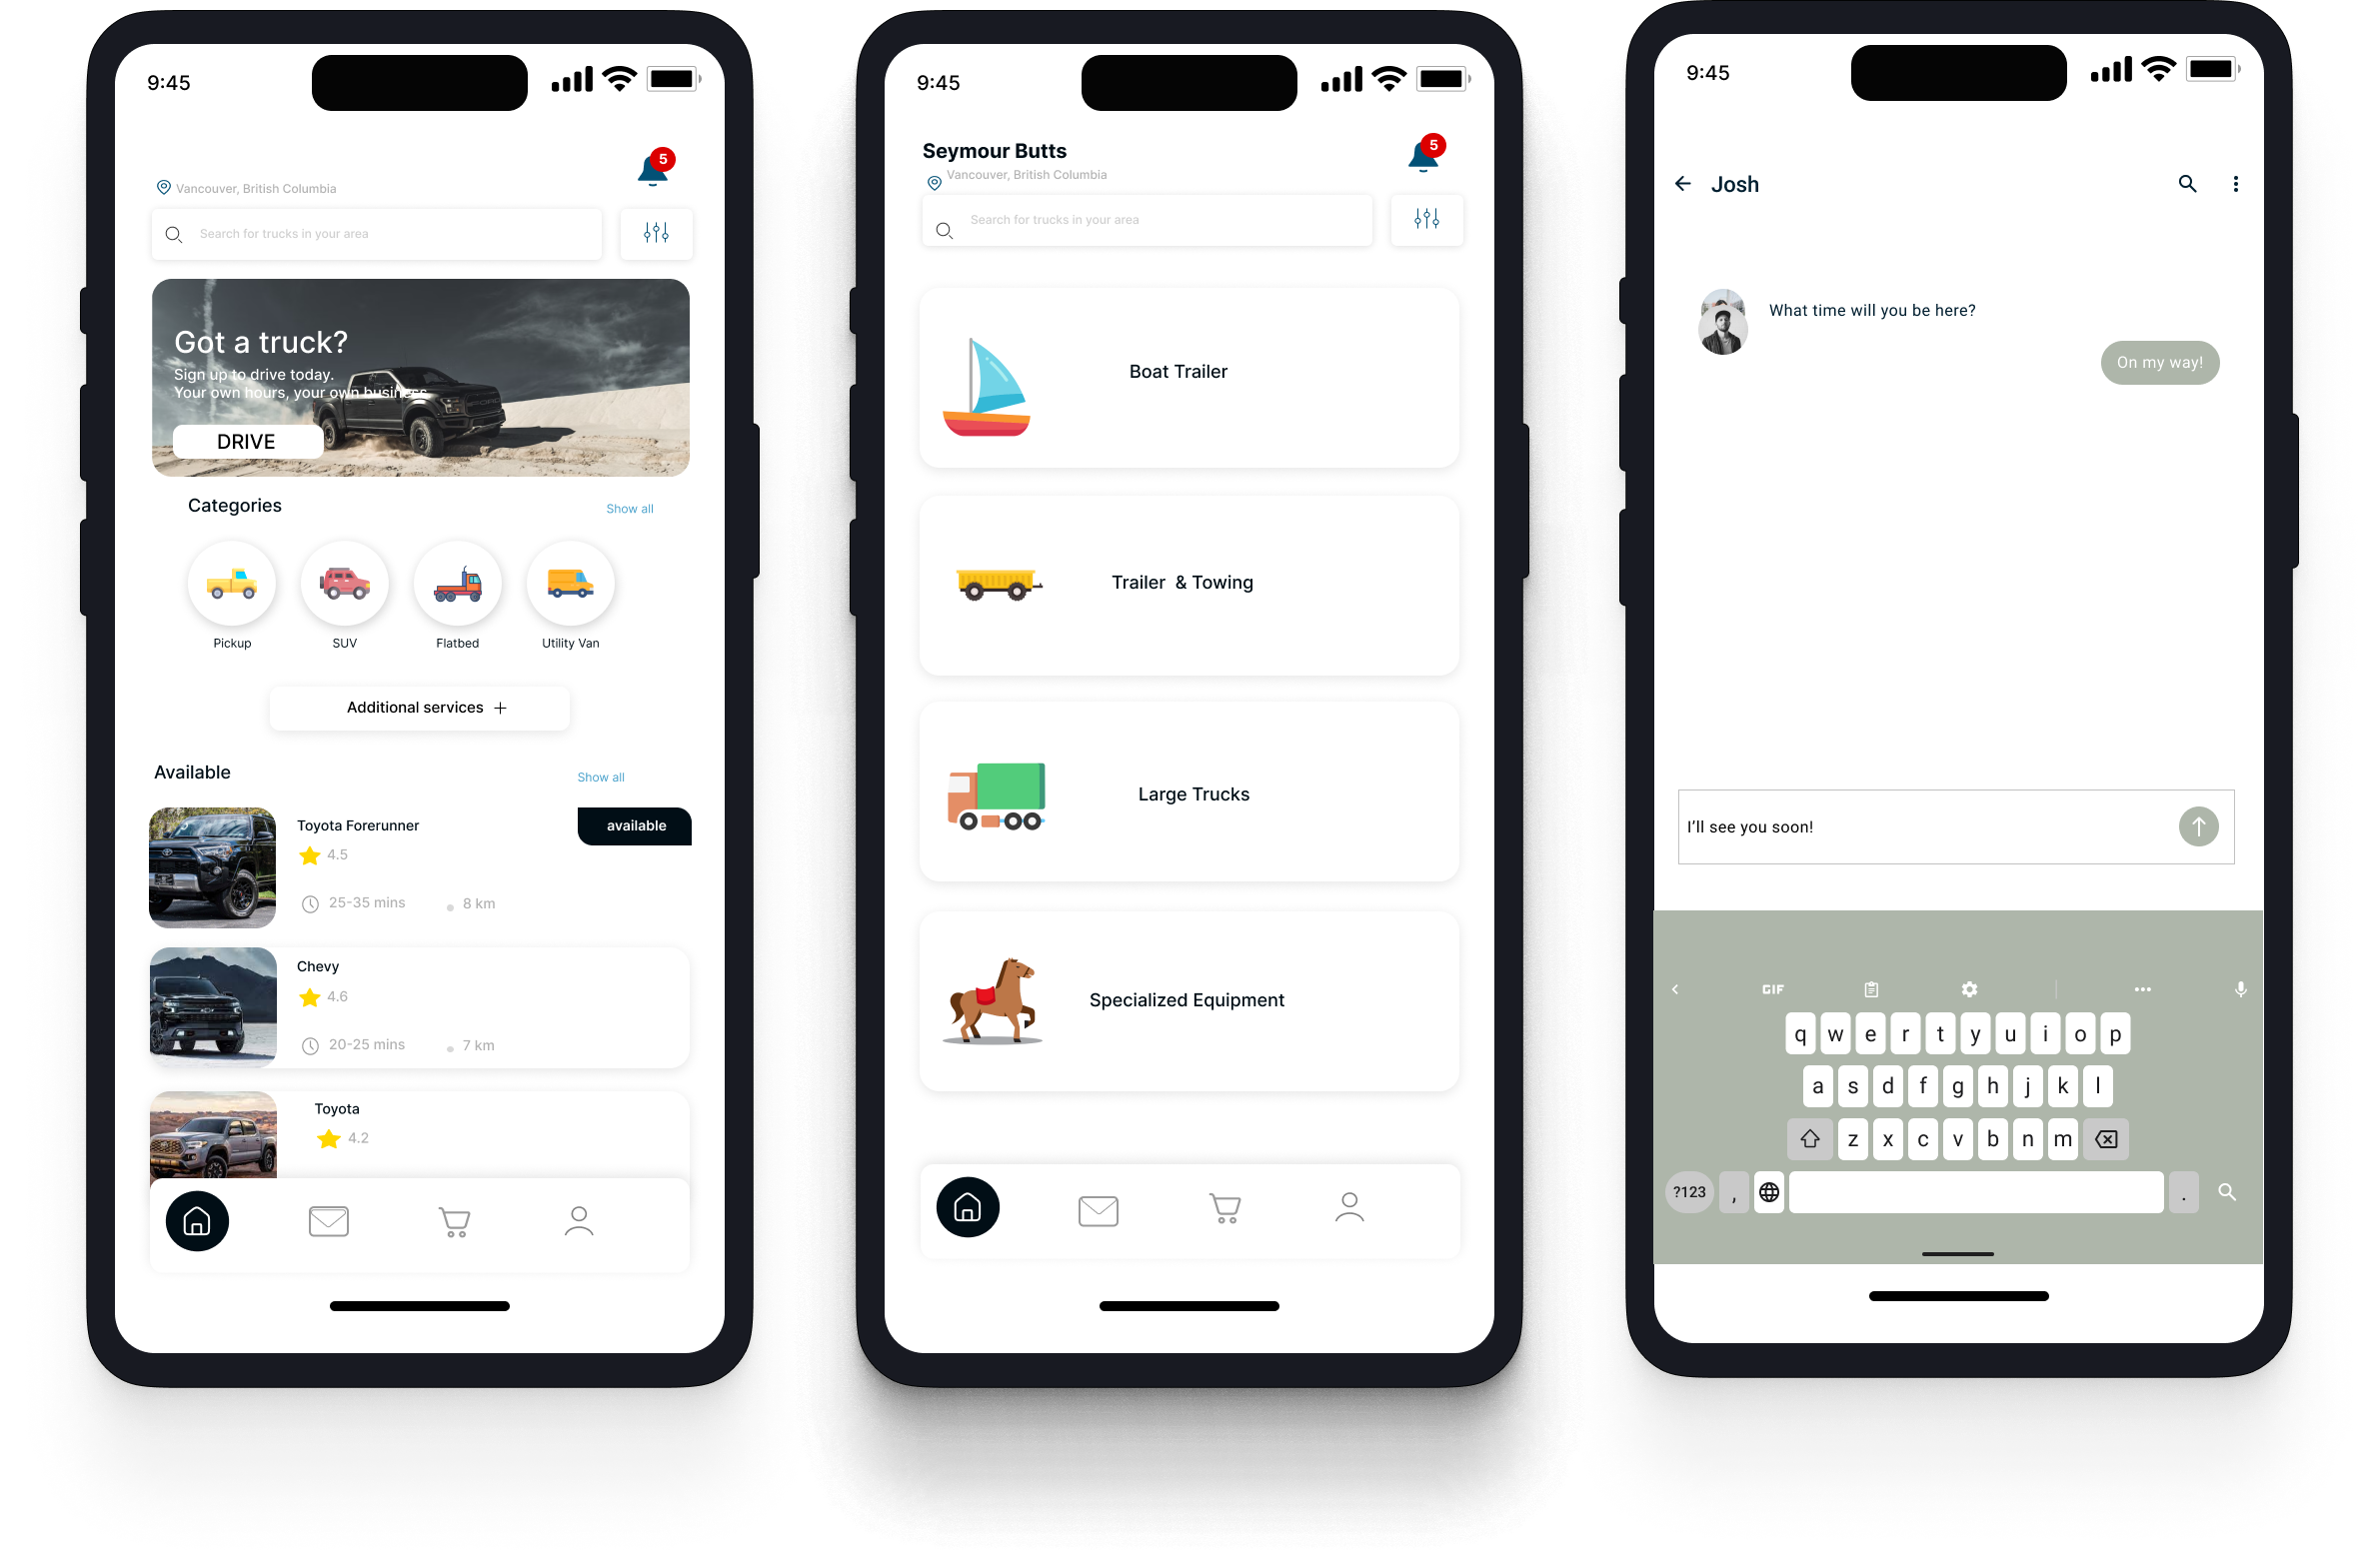 9:45
5
Vancouver, British Columbia
Search for trucks in your area
Got a truck?
Sign up to drive today.
Your own hours, your own business
DRIVE
Categories
Show all
Pickup
SUV
Flatbed
Utility Van
Additional services +
Available
Show all
Toyota Forerunner
available
4.5
25-35 mins
8 km
Chevy
4.6
20-25 mins
7 km
Toyota
4.2
9:45
Seymour Butts
5
Vancouver, British Columbia
Search for trucks in your area
Boat Trailer
Trailer & Towing
Large Trucks
Specialized Equipment
9:45
Josh
What time will you be here?
On my way!
I'll see you soon!
GIF
q w e r t y u i o p
a s d f g h j k l
z x c v b n m
?123 , .